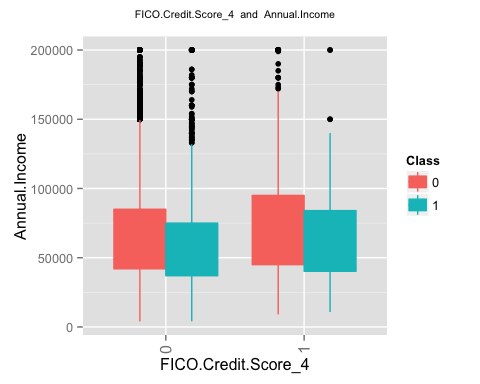 FICO.Credit.Score_4 and Annual.Income
200000
150000
100000
50000
0
Annual.Income
0
1
FICO.Credit.Score_4
Class
0
1